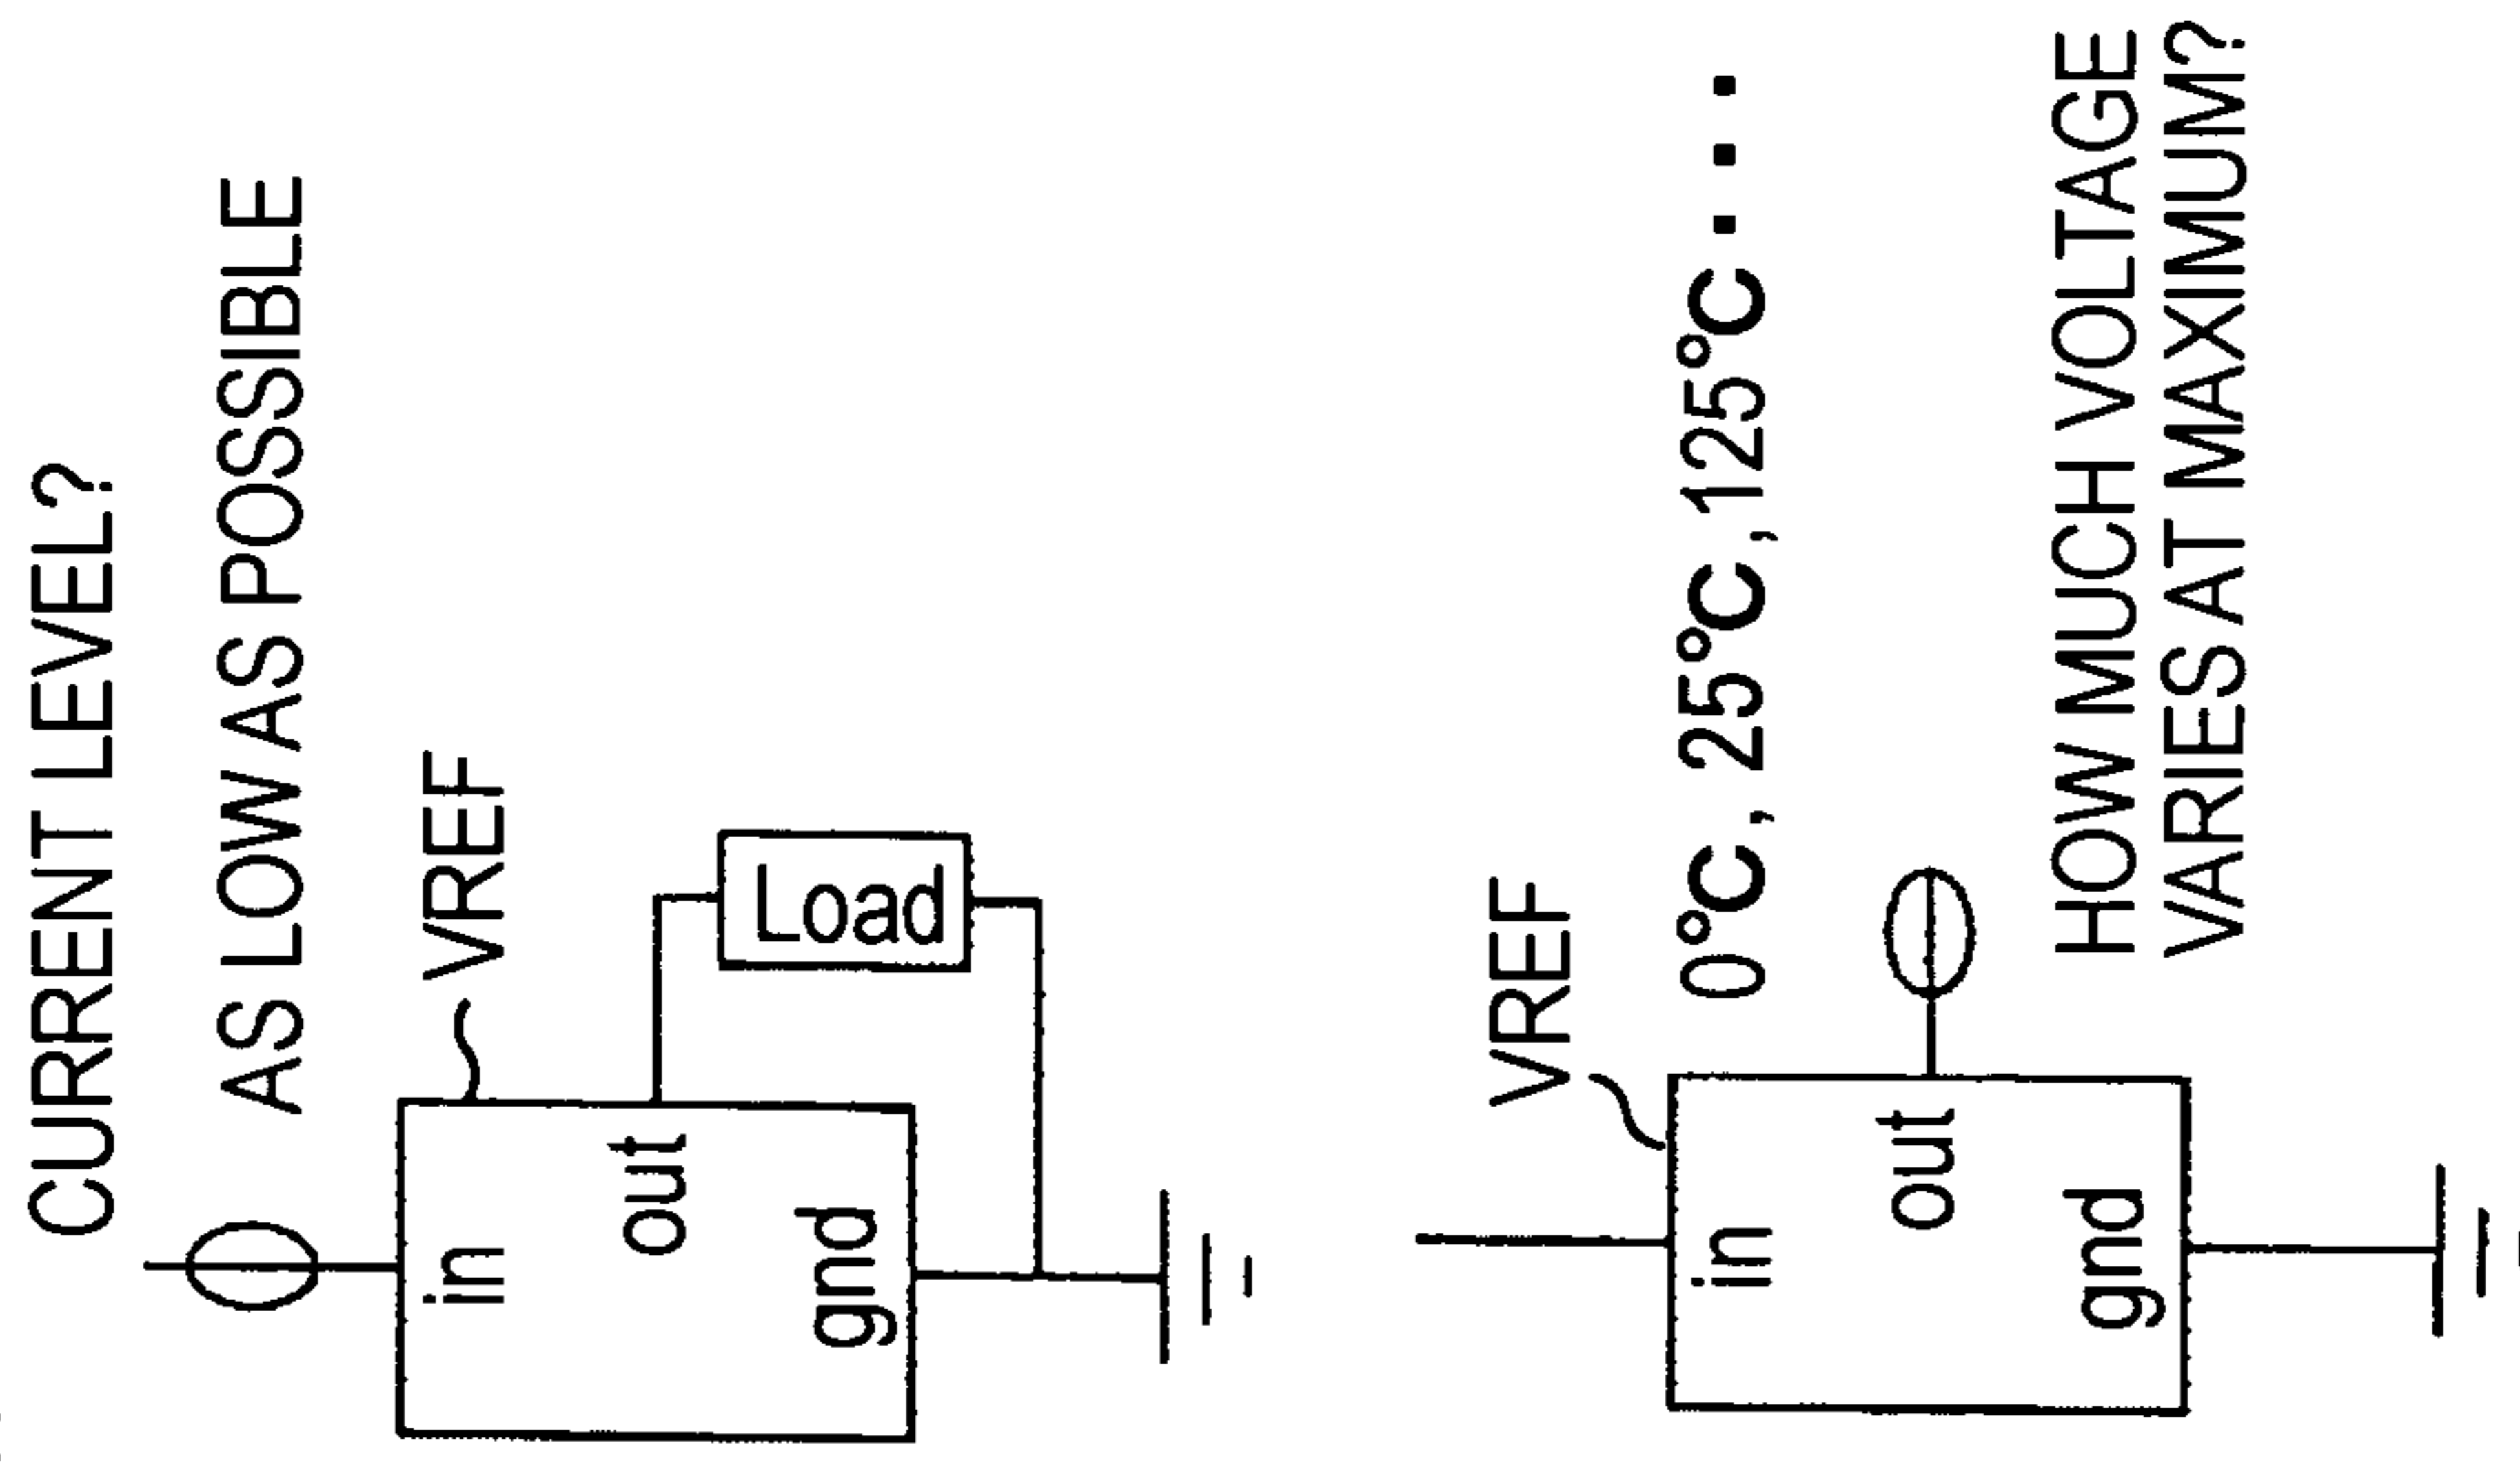 CURRENT LEVEL?
AS LOW AS POSSIBLE
VREF
in
out
Load
gnd
VREF
0°C, 25°C, 125°C ...
in
out
gnd
HOW MUCH VOLTAGE
VARIES AT MAXIMUM?